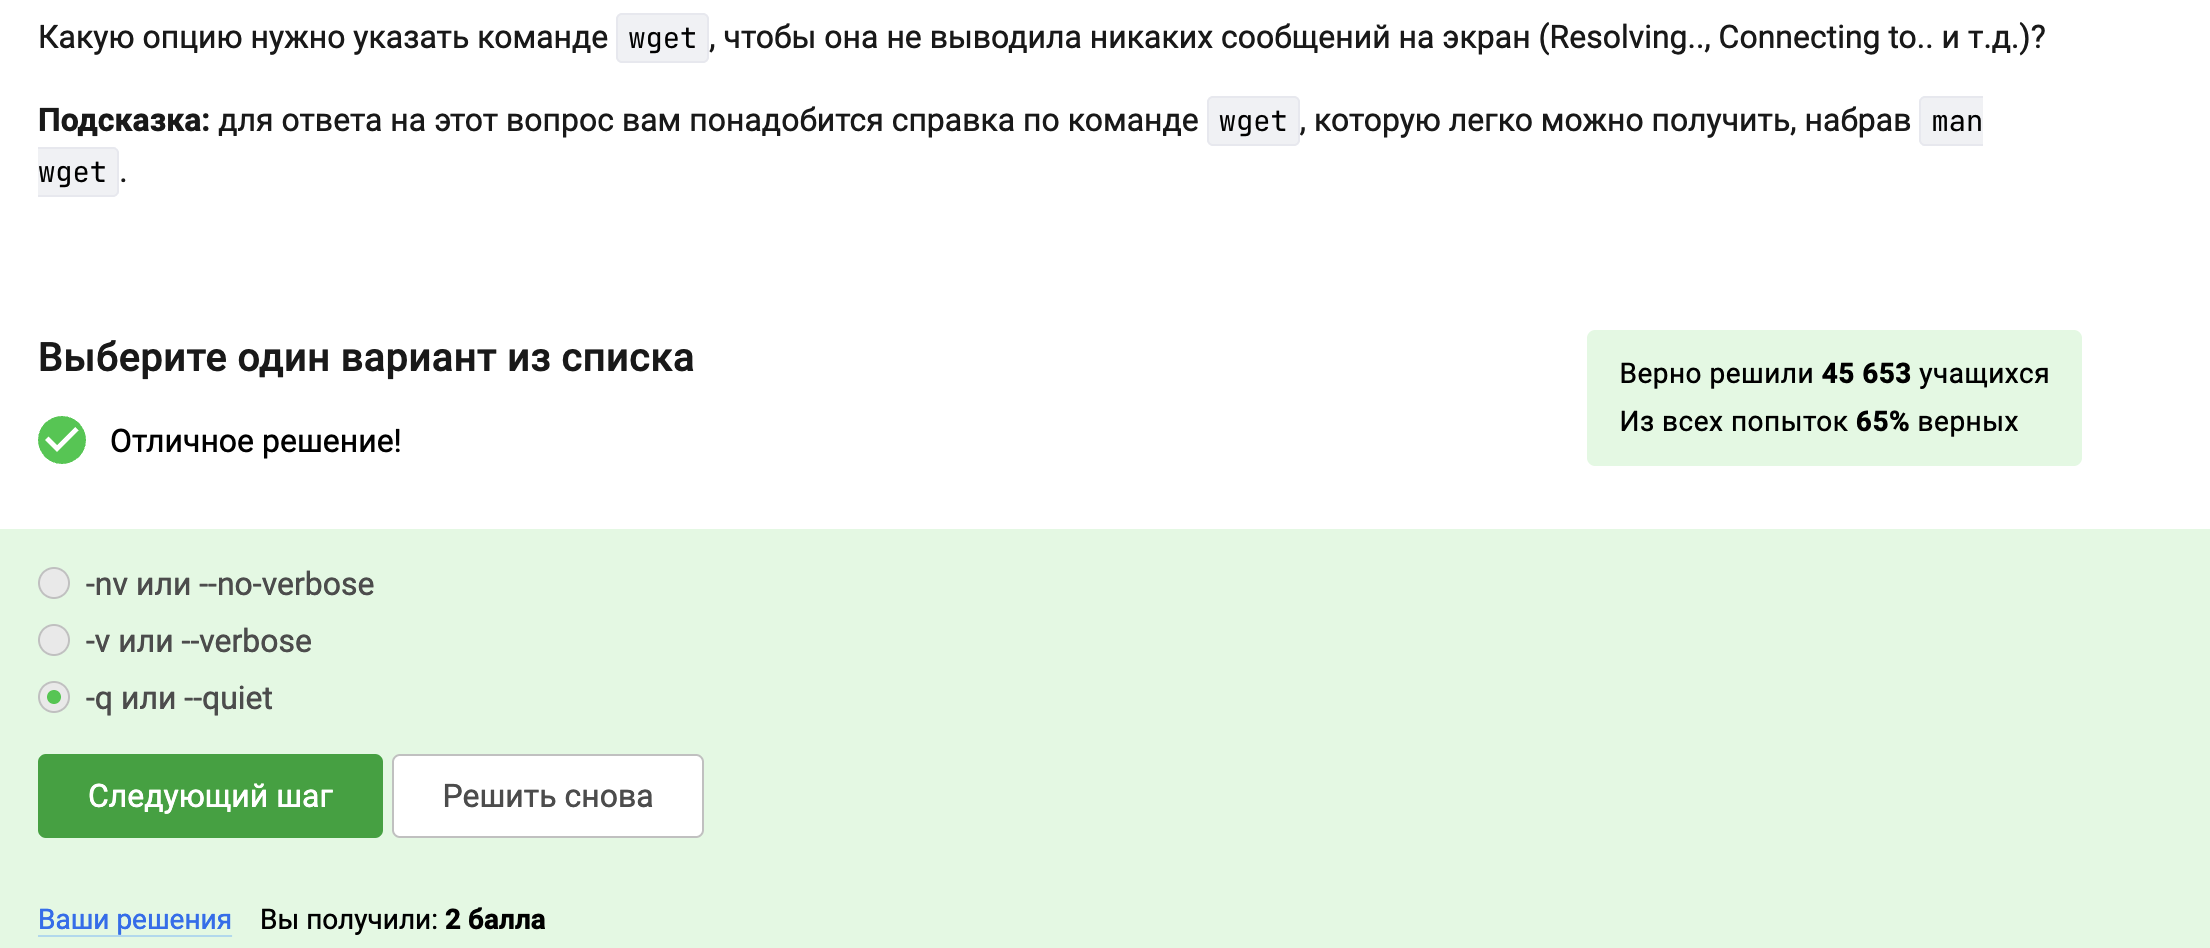 Какую опцию нужно указать команде wget, чтобы она не выводила никаких сообщений на экран (Resolving.., Connecting to.. и т.д.)?
Подсказка: для ответа на этот вопрос вам понадобится справка по команде wget, которую легко можно получить, набрав man
wget.
Выберите один вариант из списка
Отличное решение!
Верно решили 45 653 учащихся
Из всех попыток 65% верных
-nv или --no-verbose
-v или --verbose
-q или --quiet
Следующий шаг
Решить снова
Ваши решения Вы получили: 2 балла